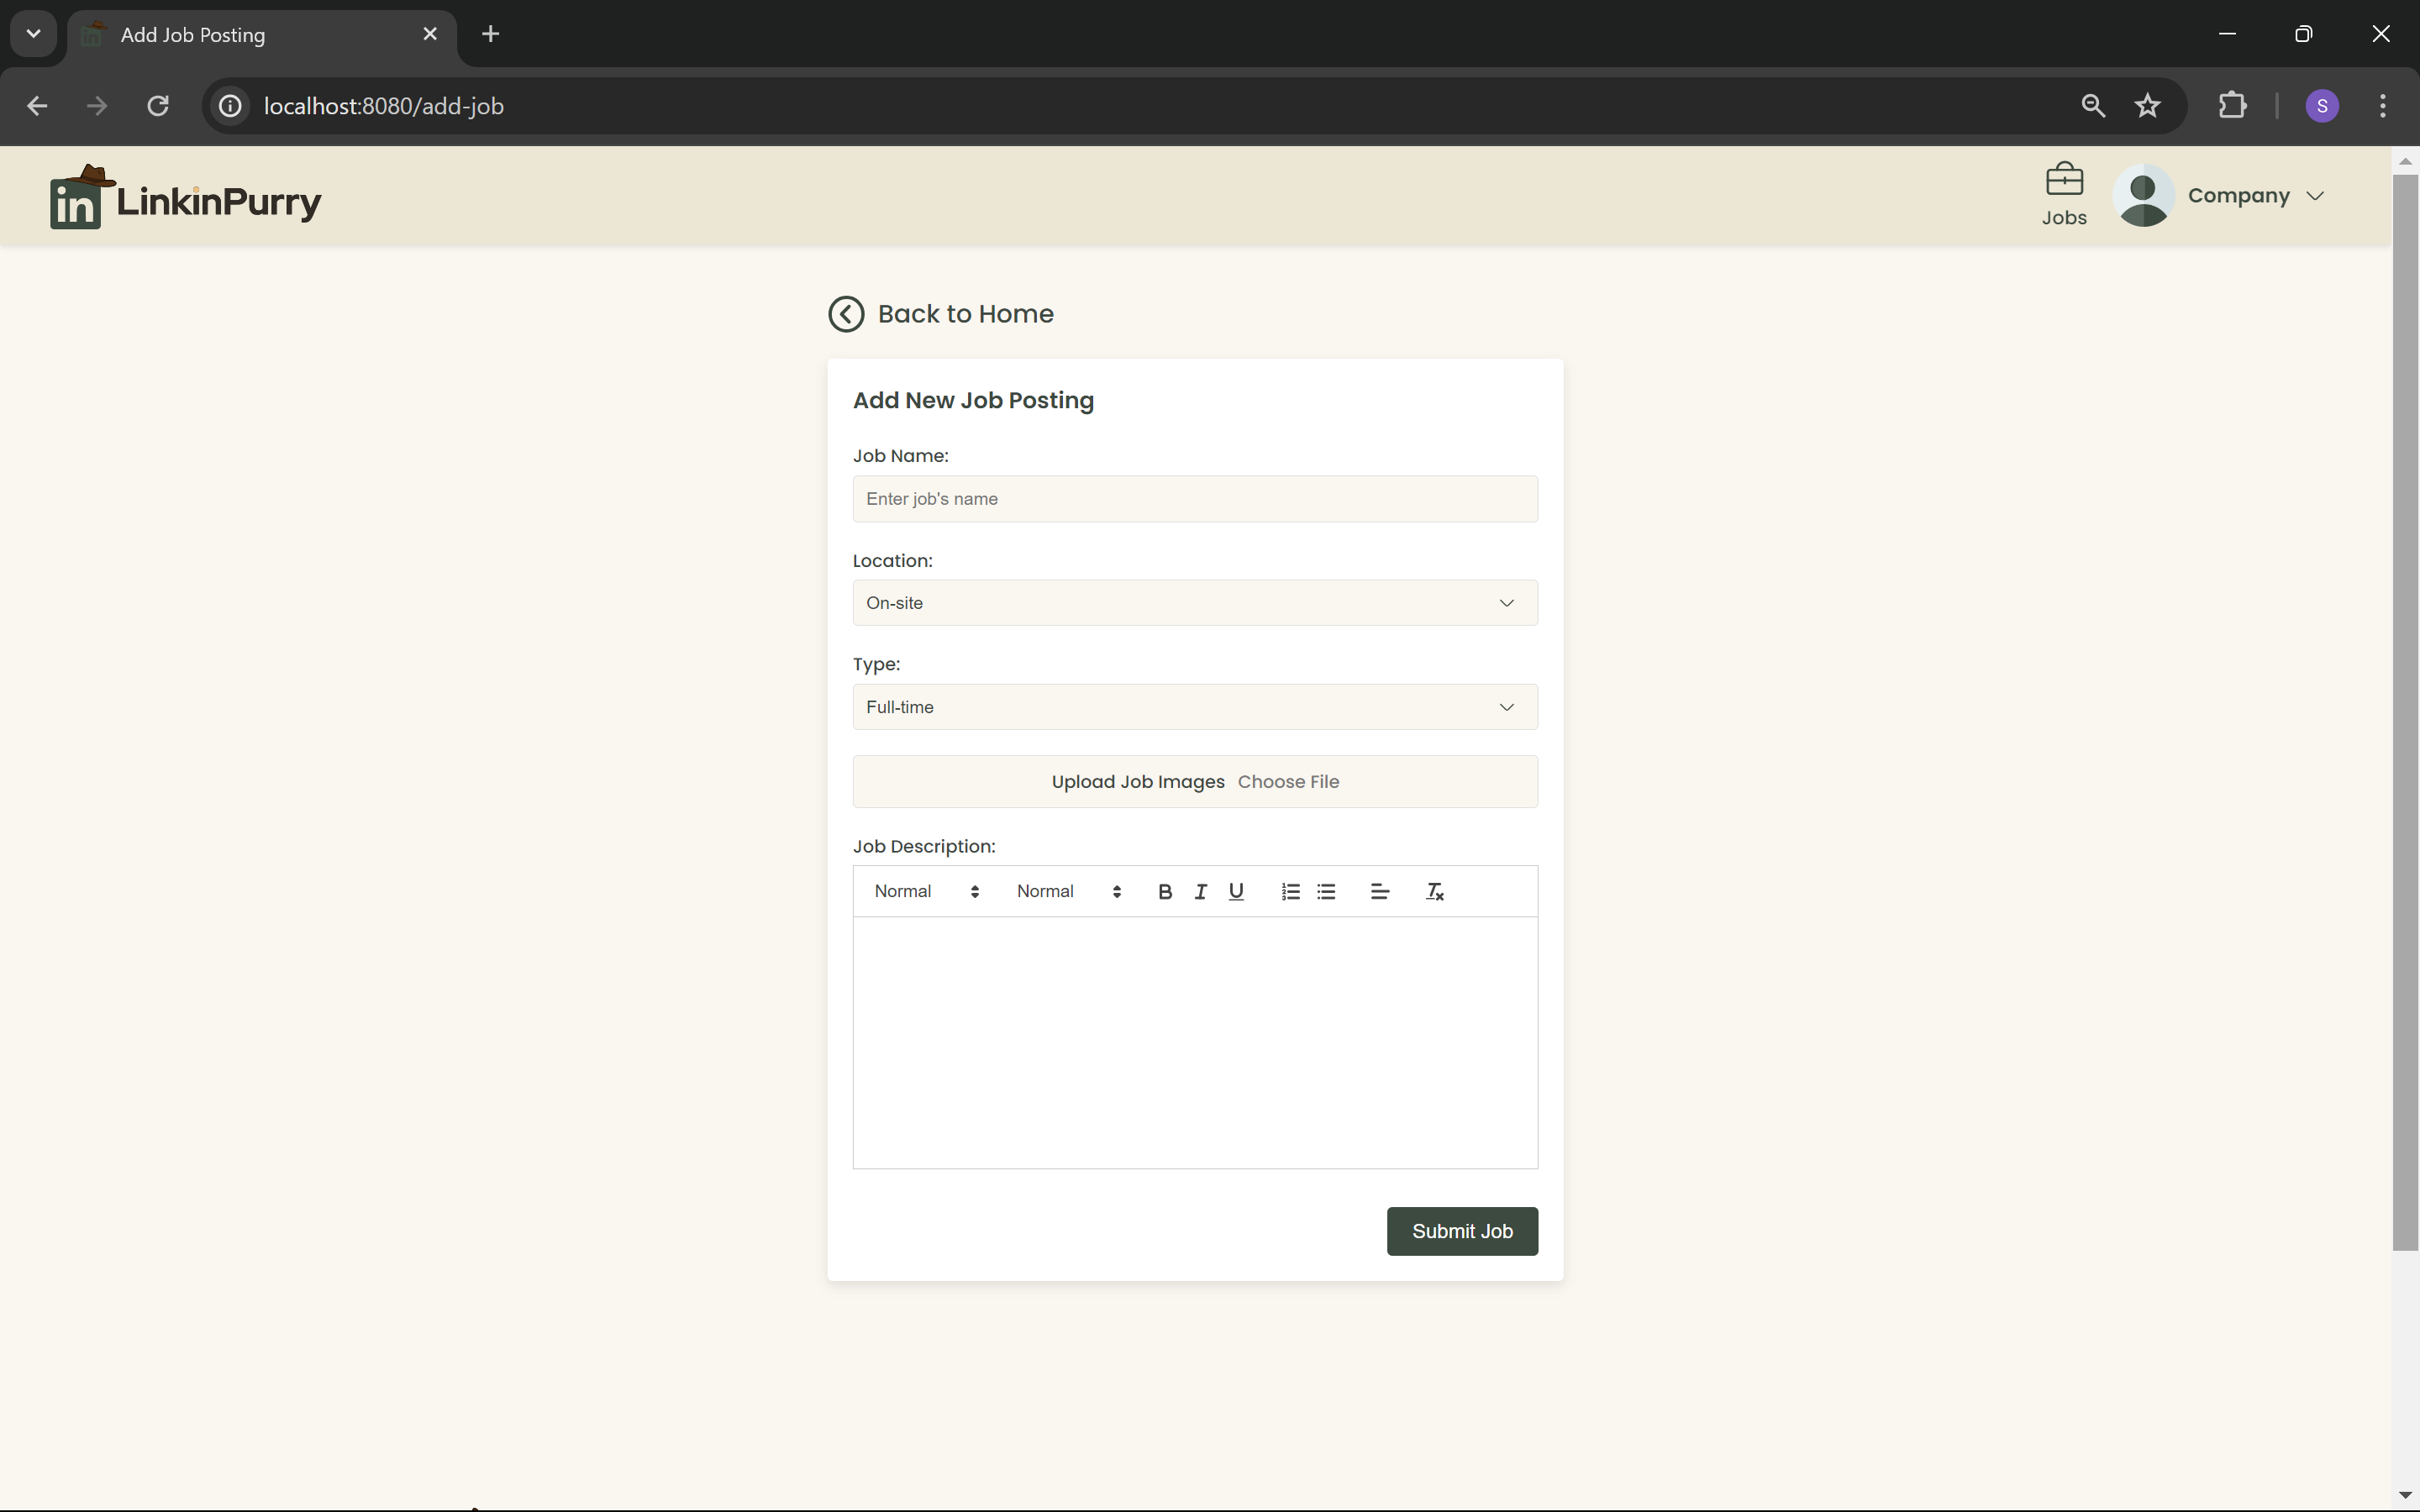 Add Job Posting
localhost:8080/add-job
S
in LinkinPurry
Jobs
Company
Back to Home
Add New Job Posting
Job Name:
Enter job's name
Location:
On-site
Type:
Full-time
Upload Job Images Choose File
Job Description:
Normal Normal B I U
Submit Job